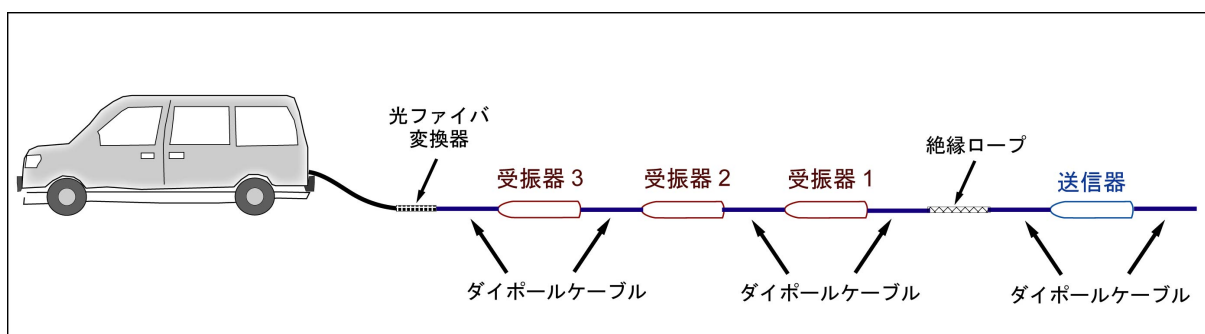 光ファイバ
変換器
受振器 3
受振器 2
受振器 1
絶縁ロープ
送信器
ダイポールケーブル
ダイポールケーブル
ダイポールケーブル